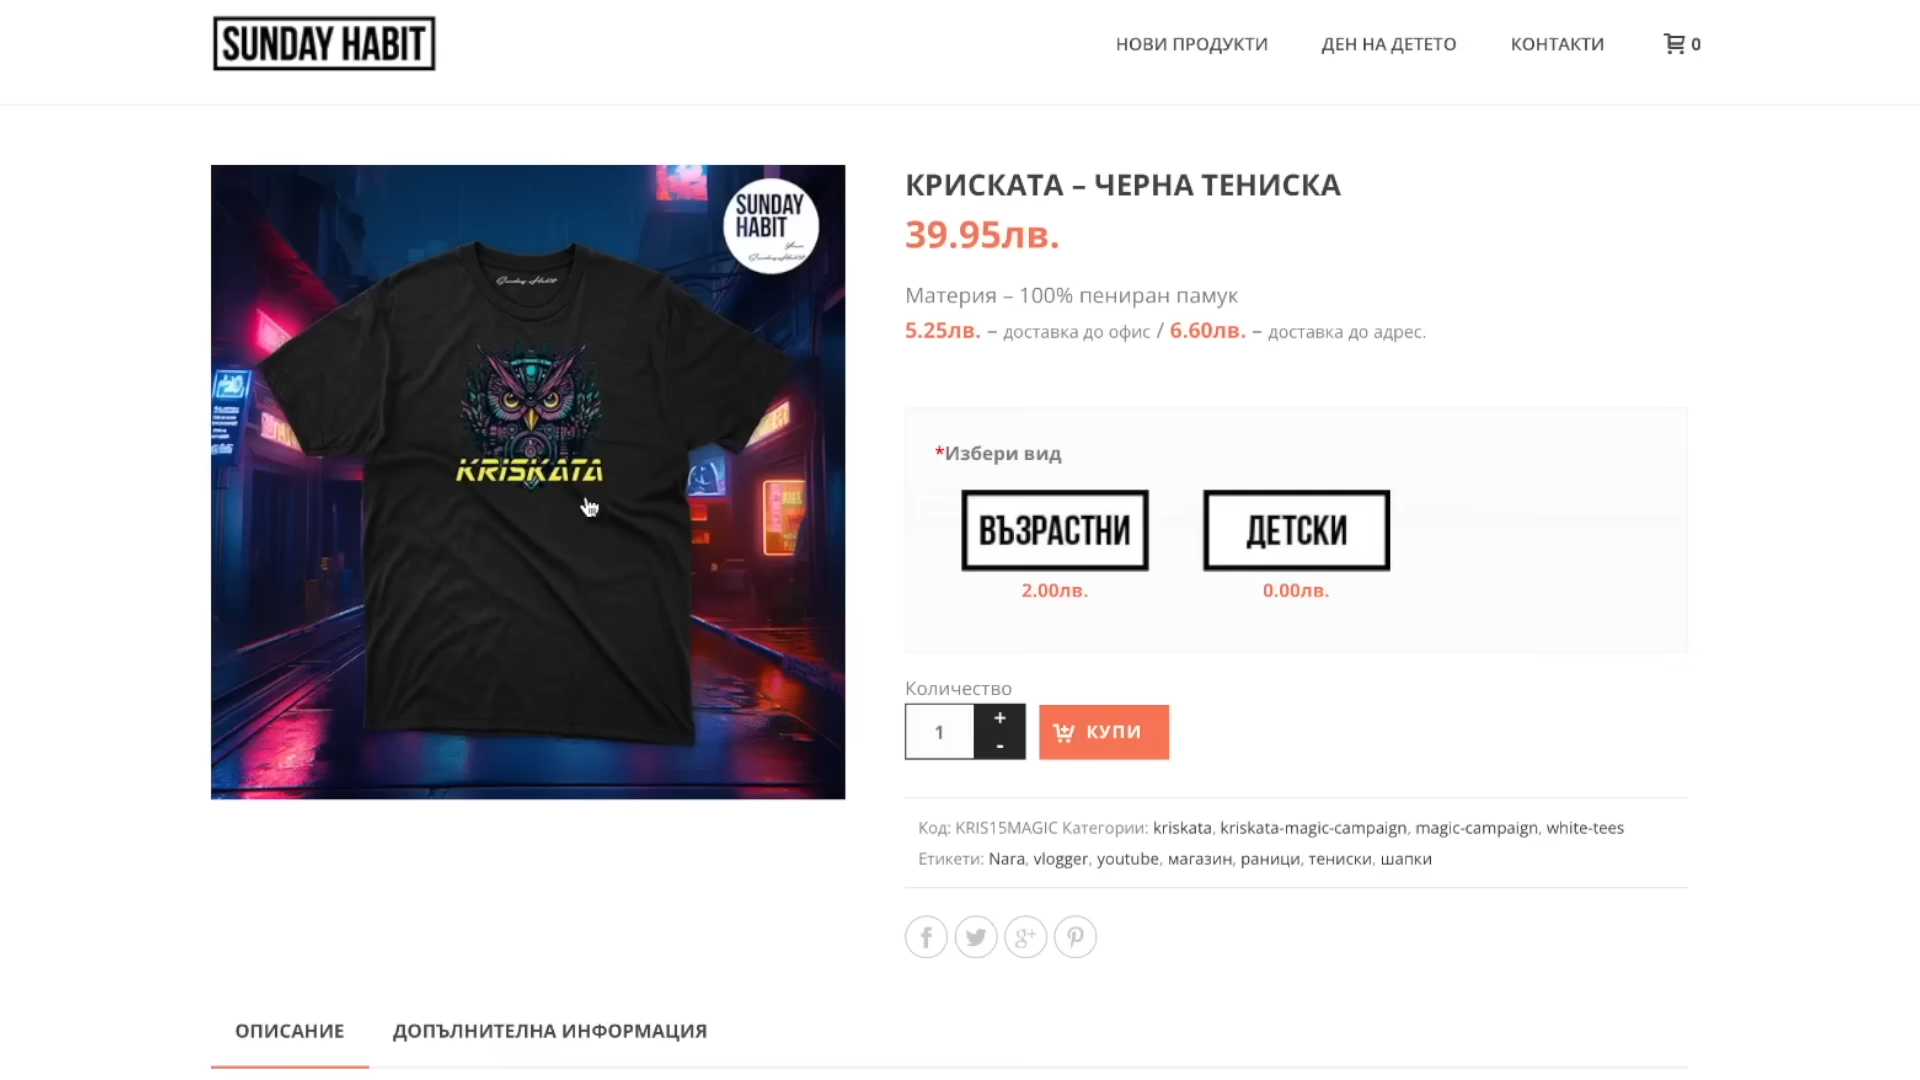 SUNDAY HABIT
НОВИ ПРОДУКТИ
ДЕН НА ДЕТЕТО
КОНТАКТИ
0
SUNDAY
HABIT
Sunday Habit
KRISKATA
КРИСКАТА – ЧЕРНА ТЕНИСКА
39.95лв.
Материя – 100% пениран памук
5.25лв. – доставка до офис / 6.60лв. – доставка до адрес.
*Избери вид
ВЪЗРАСТНИ
ДЕТСКИ
2.00лв.
0.00лв.
Количество
1
+
-
КУПИ
Код: KRIS15MAGIC Категории: kriskata, kriskata-magic-campaign, magic-campaign, white-tees
Етикети: Nara, vlogger, youtube, магазин, раници, тениски, шапки
ОПИСАНИЕ
ДОПЪЛНИТЕЛНА ИНФОРМАЦИЯ